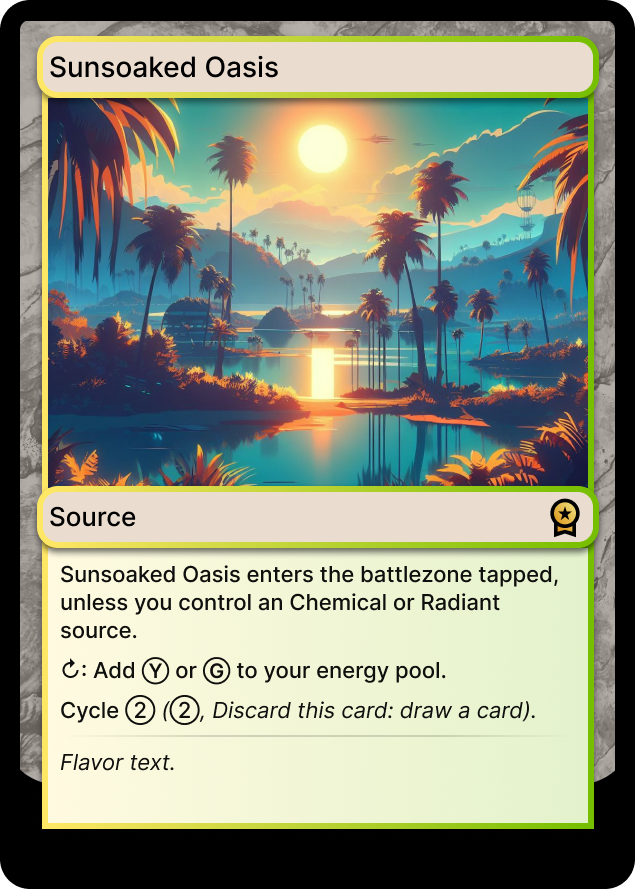 Sunsoaked Oasis
Source
Sunsoaked Oasis enters the battlezone tapped,
unless you control an Chemical or Radiant
source.
↻: Add Ⓨ or Ⓖ to your energy pool.
Cycle ② (②, Discard this card: draw a card).
Flavor text.